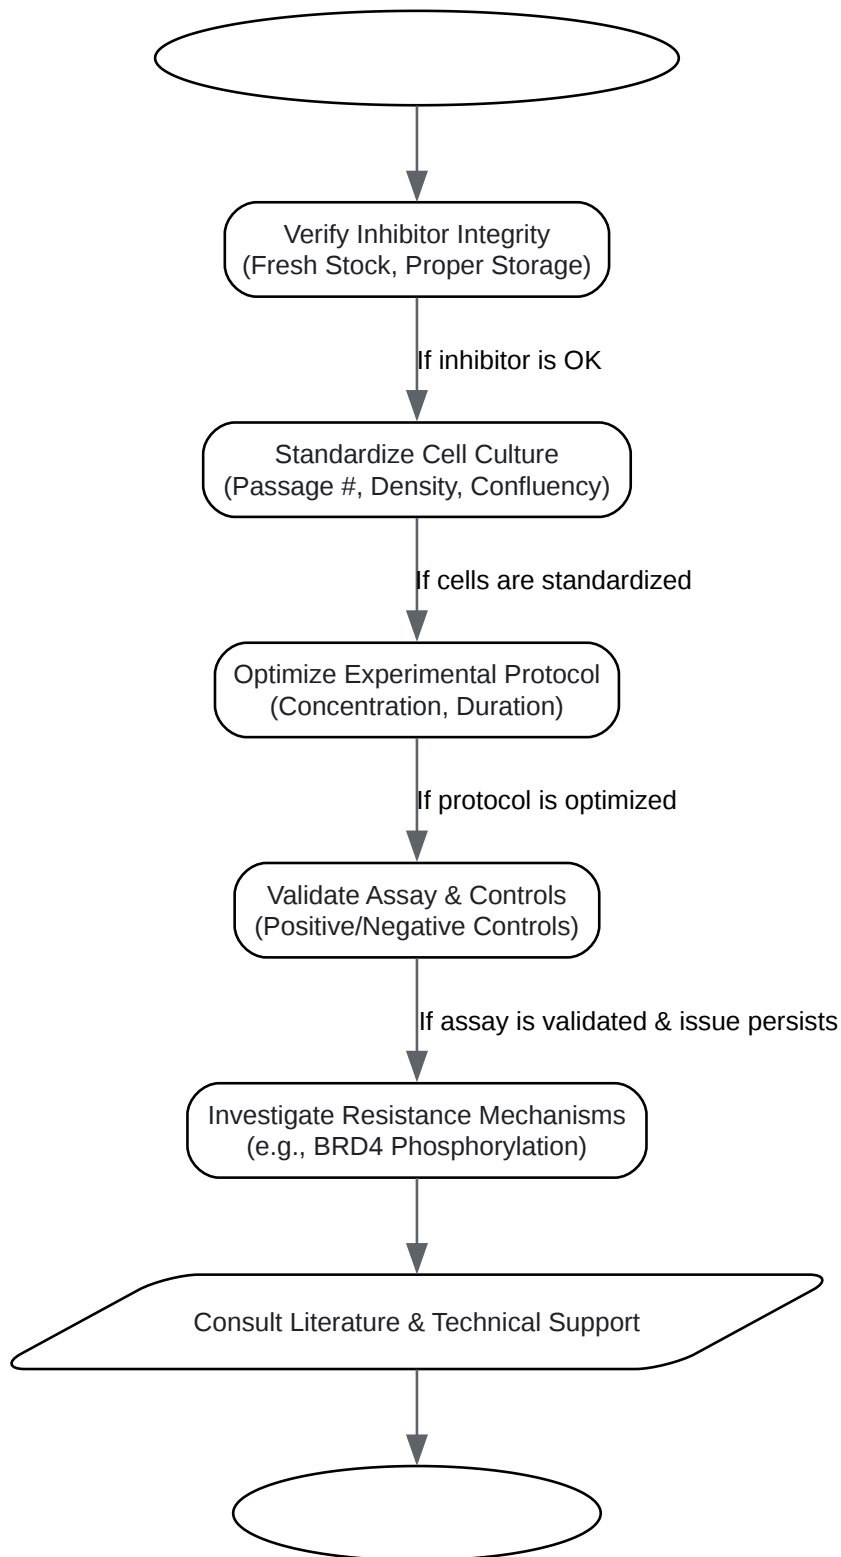 Verify Inhibitor Integrity
(Fresh Stock, Proper Storage)
If inhibitor is OK
Standardize Cell Culture
(Passage #, Density, Confluency)
If cells are standardized
Optimize Experimental Protocol
(Concentration, Duration)
If protocol is optimized
Validate Assay & Controls
(Positive/Negative Controls)
If assay is validated & issue persists
Investigate Resistance Mechanisms
(e.g., BRD4 Phosphorylation)
Consult Literature & Technical Support